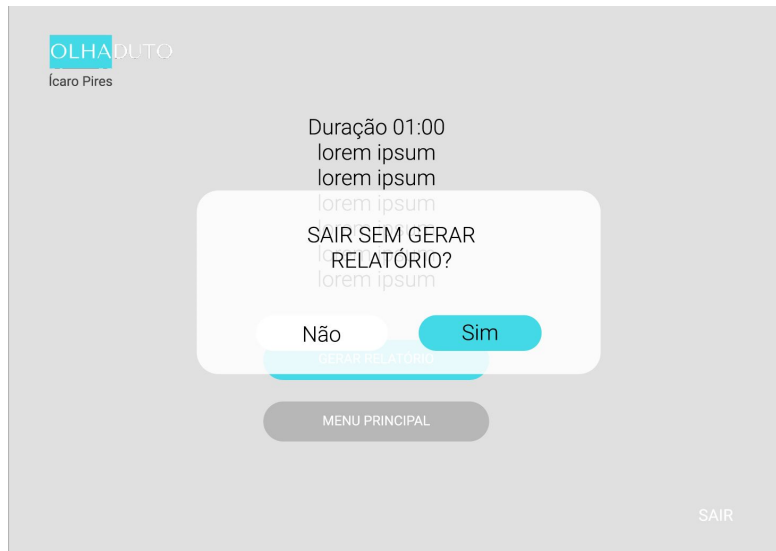 OLHADUTO
Ícaro Pires
Duração 01:00
lorem ipsum
lorem ipsum
lorem ipsum
SAIR SEM GERAR
RELATÓRIO?
lorem ipsum
Não
Sim
GERAR RELATÓRIO
MENU PRINCIPAL
SAIR